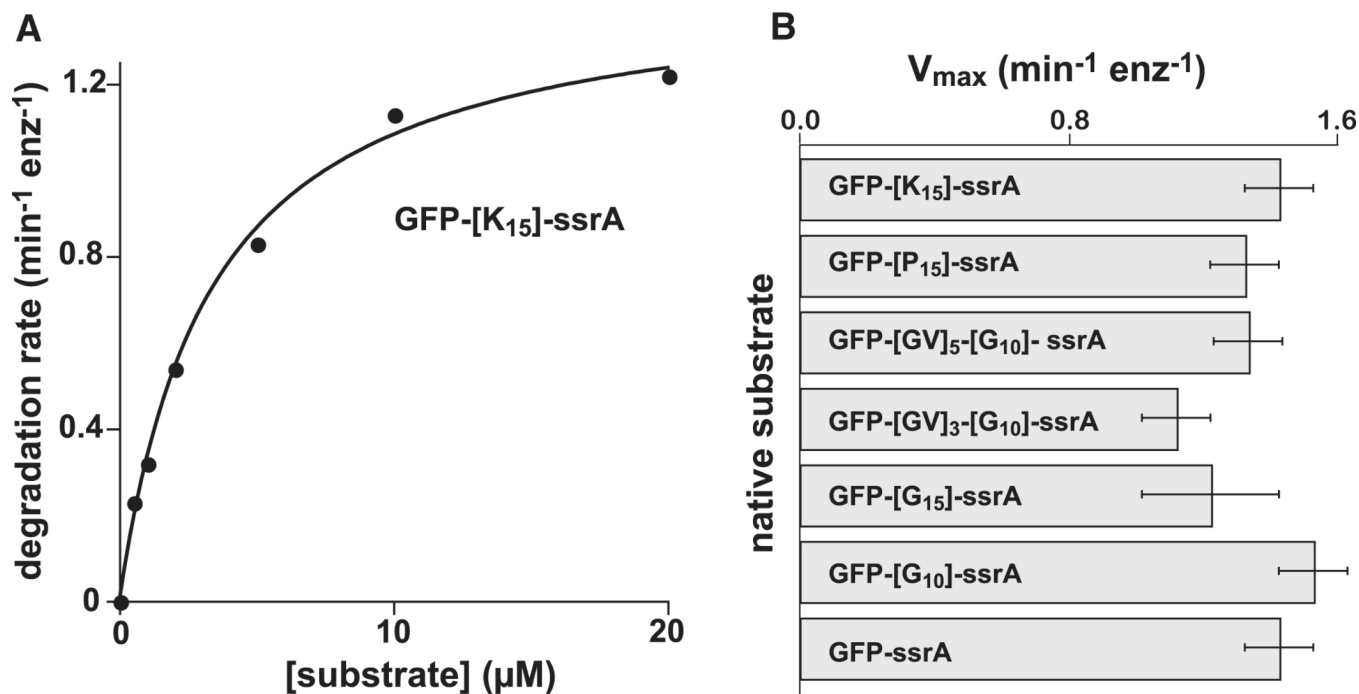 A
degradation rate (min⁻¹ enz⁻¹)
1.2
0.8
0.4
0
GFP-[K₁₅]-ssrA
0
10
20
[substrate] (µM)
B
Vₘₐₓ (min⁻¹ enz⁻¹)
0.0
0.8
1.6
native substrate
GFP-[K₁₅]-ssrA
GFP-[P₁₅]-ssrA
GFP-[GV]₅-[G₁₀]- ssrA
GFP-[GV]₃-[G₁₀]-ssrA
GFP-[G₁₅]-ssrA
GFP-[G₁₀]-ssrA
GFP-ssrA